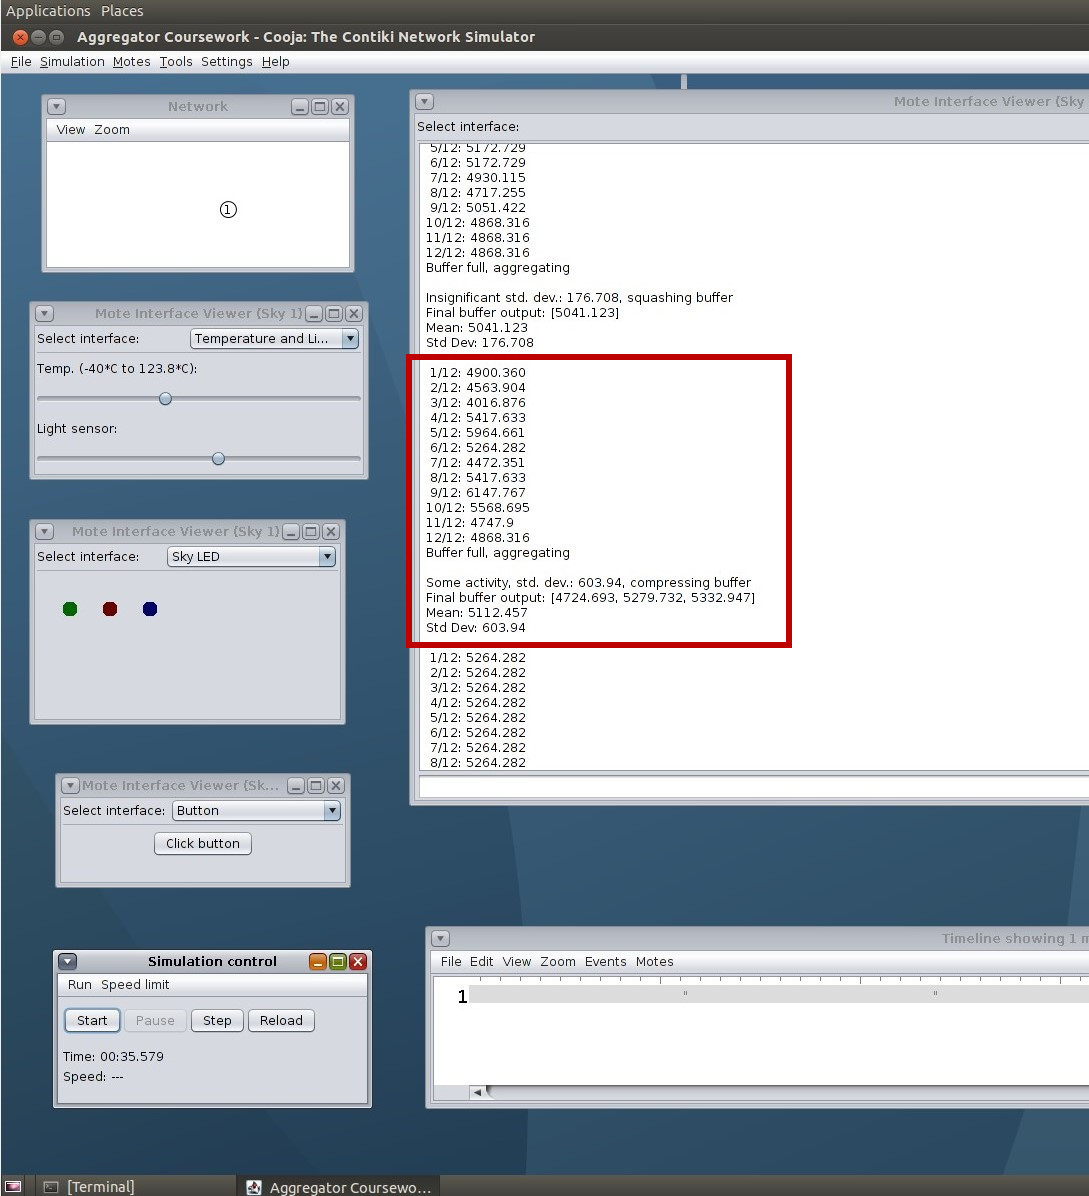 Applications Places
Aggregator Coursework - Cooja: The Contiki Network Simulator
File Simulation Motes Tools Settings Help
Network
View Zoom
1
Mote Interface Viewer (Sky 1)
Select interface: Temperature and Li...
Temp. (-40*C to 123.8*C):
Light sensor:
Mote Interface Viewer (Sky 1)
Select interface: Sky LED
Mote Interface Viewer (Sk...
Select interface: Button
Click button
Simulation control
Run Speed limit
Start Pause Step Reload
Time: 00:35.579
Speed: ---
Mote Interface Viewer (Sky
Select interface:
5/12: 5172.729
6/12: 5172.729
7/12: 4930.115
8/12: 4717.255
9/12: 5051.422
10/12: 4868.316
11/12: 4868.316
12/12: 4868.316
Buffer full, aggregating
Insignificant std. dev.: 176.708, squashing buffer
Final buffer output: [5041.123]
Mean: 5041.123
Std Dev: 176.708
1/12: 4900.360
2/12: 4563.904
3/12: 4016.876
4/12: 5417.633
5/12: 5964.661
6/12: 5264.282
7/12: 4472.351
8/12: 5417.633
9/12: 6147.767
10/12: 5568.695
11/12: 4747.9
12/12: 4868.316
Buffer full, aggregating
Some activity, std. dev.: 603.94, compressing buffer
Final buffer output: [4724.693, 5279.732, 5332.947]
Mean: 5112.457
Std Dev: 603.94
1/12: 5264.282
2/12: 5264.282
3/12: 5264.282
4/12: 5264.282
5/12: 5264.282
6/12: 5264.282
7/12: 5264.282
8/12: 5264.282
Timeline showing 1 m
File Edit View Zoom Events Motes
1
[Terminal]
Aggregator Coursewo...